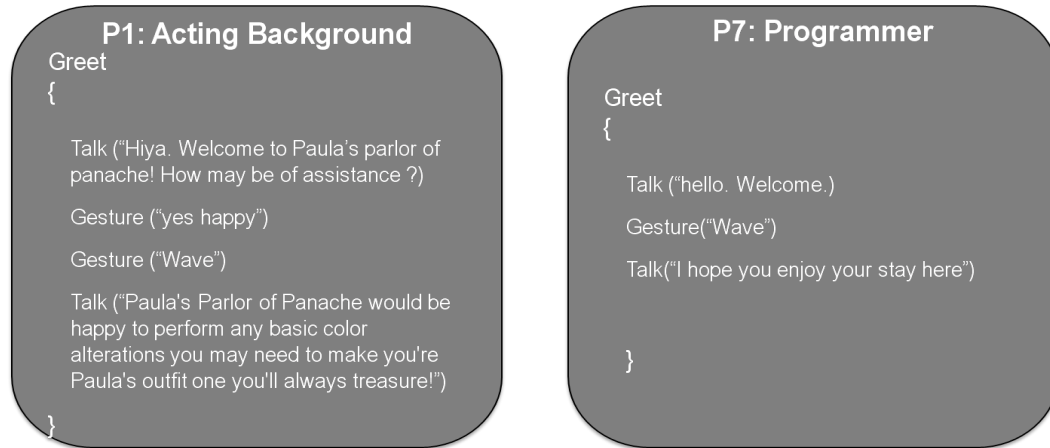 P1: Acting Background
Greet
{
Talk (“Hiya. Welcome to Paula’s parlor of
panache! How may be of assistance ?)
Gesture (“yes happy”)
Gesture (“Wave”)
Talk (“Paula's Parlor of Panache would be
happy to perform any basic color
alterations you may need to make you're
Paula's outfit one you'll always treasure!”)
}
P7: Programmer
Greet
{
Talk (“hello. Welcome.)
Gesture(“Wave”)
Talk(“I hope you enjoy your stay here”)
}